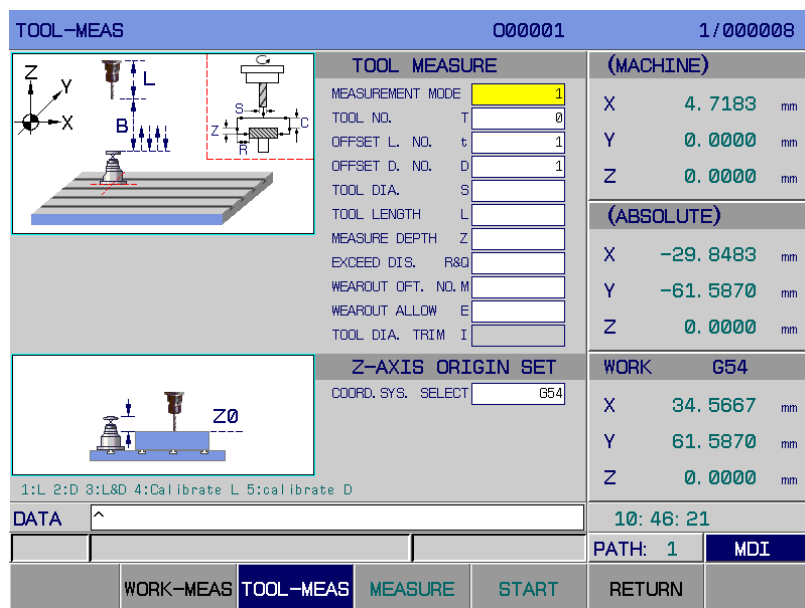 TOOL-MEAS O00001 1/000008
Z
Y
X
L
B
S
Z
C
R
TOOL MEASURE
MEASUREMENT MODE 1
TOOL NO. T 0
OFFSET L. NO. t 1
OFFSET D. NO. D 1
TOOL DIA. S
TOOL LENGTH L
MEASURE DEPTH Z
EXCEED DIS. R&Q
WEAROUT OFT. NO. M
WEAROUT ALLOW E
TOOL DIA. TRIM I
(MACHINE)
X 4.7183 mm
Y 0.0000 mm
Z 0.0000 mm
(ABSOLUTE)
X -29.8483 mm
Y -61.5870 mm
Z 0.0000 mm
Z0
Z-AXIS ORIGIN SET
COORD.SYS. SELECT G54
WORK G54
X 34.5667 mm
Y 61.5870 mm
Z 0.0000 mm
1:L 2:D 3:L&D 4:Calibrate L 5:calibrate D
DATA ^
10:46:21
PATH: 1 MDI
WORK-MEAS TOOL-MEAS MEASURE START RETURN